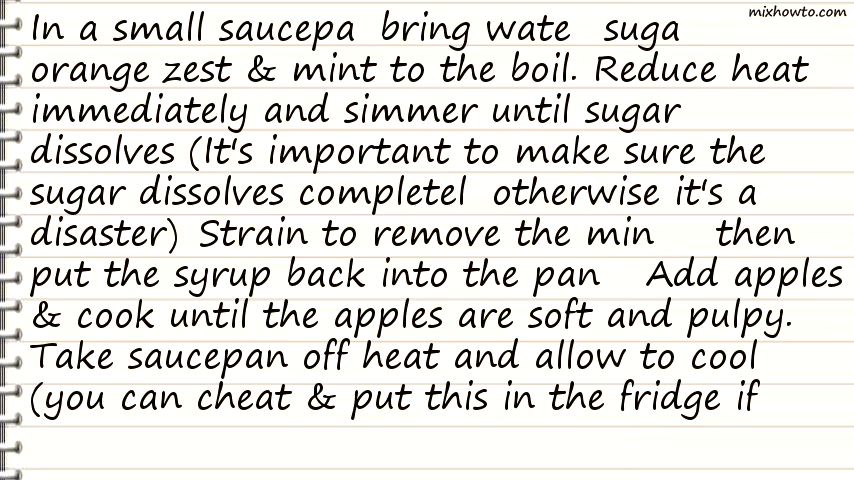 mixhowto.com
In a small saucepa bring wate suga
orange zest & mint to the boil. Reduce heat
immediately and simmer until sugar
dissolves (It's important to make sure the
sugar dissolves completel otherwise it's a
disaster) Strain to remove the min then
put the syrup back into the pan Add apples
& cook until the apples are soft and pulpy.
Take saucepan off heat and allow to cool
(you can cheat & put this in the fridge if